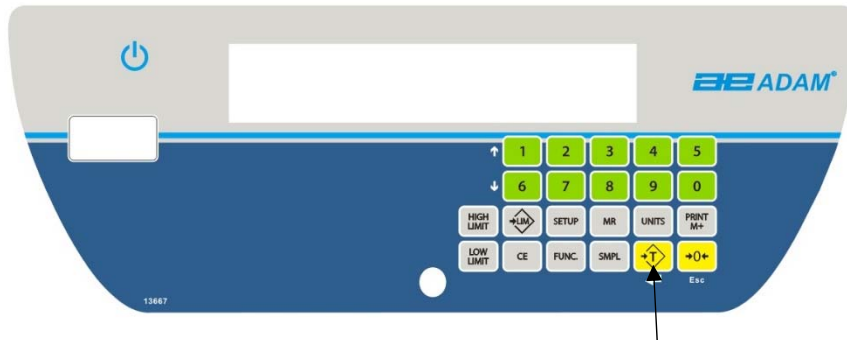 ae ADAM®
1 2 3 4 5
6 7 8 9 0
HIGH LIMIT →LIM SETUP MR UNITS PRINT M+
LOW LIMIT CE FUNC. SMPL →T →0←
Esc
13667